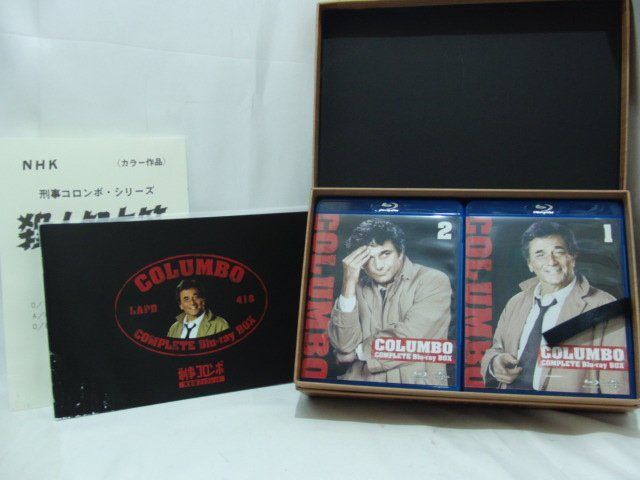 NHK
(カラー作品)
刑事コロンボ・シリーズ
COLUMBO
LAPD 418
COMPLETE Blu-ray BOX
刑事コロンボ
2
COLUMBO
COLUMBO
COMPLETE Blu-ray BOX
1
COLUMBO
COLUMBO
COMPLETE Blu-ray BOX